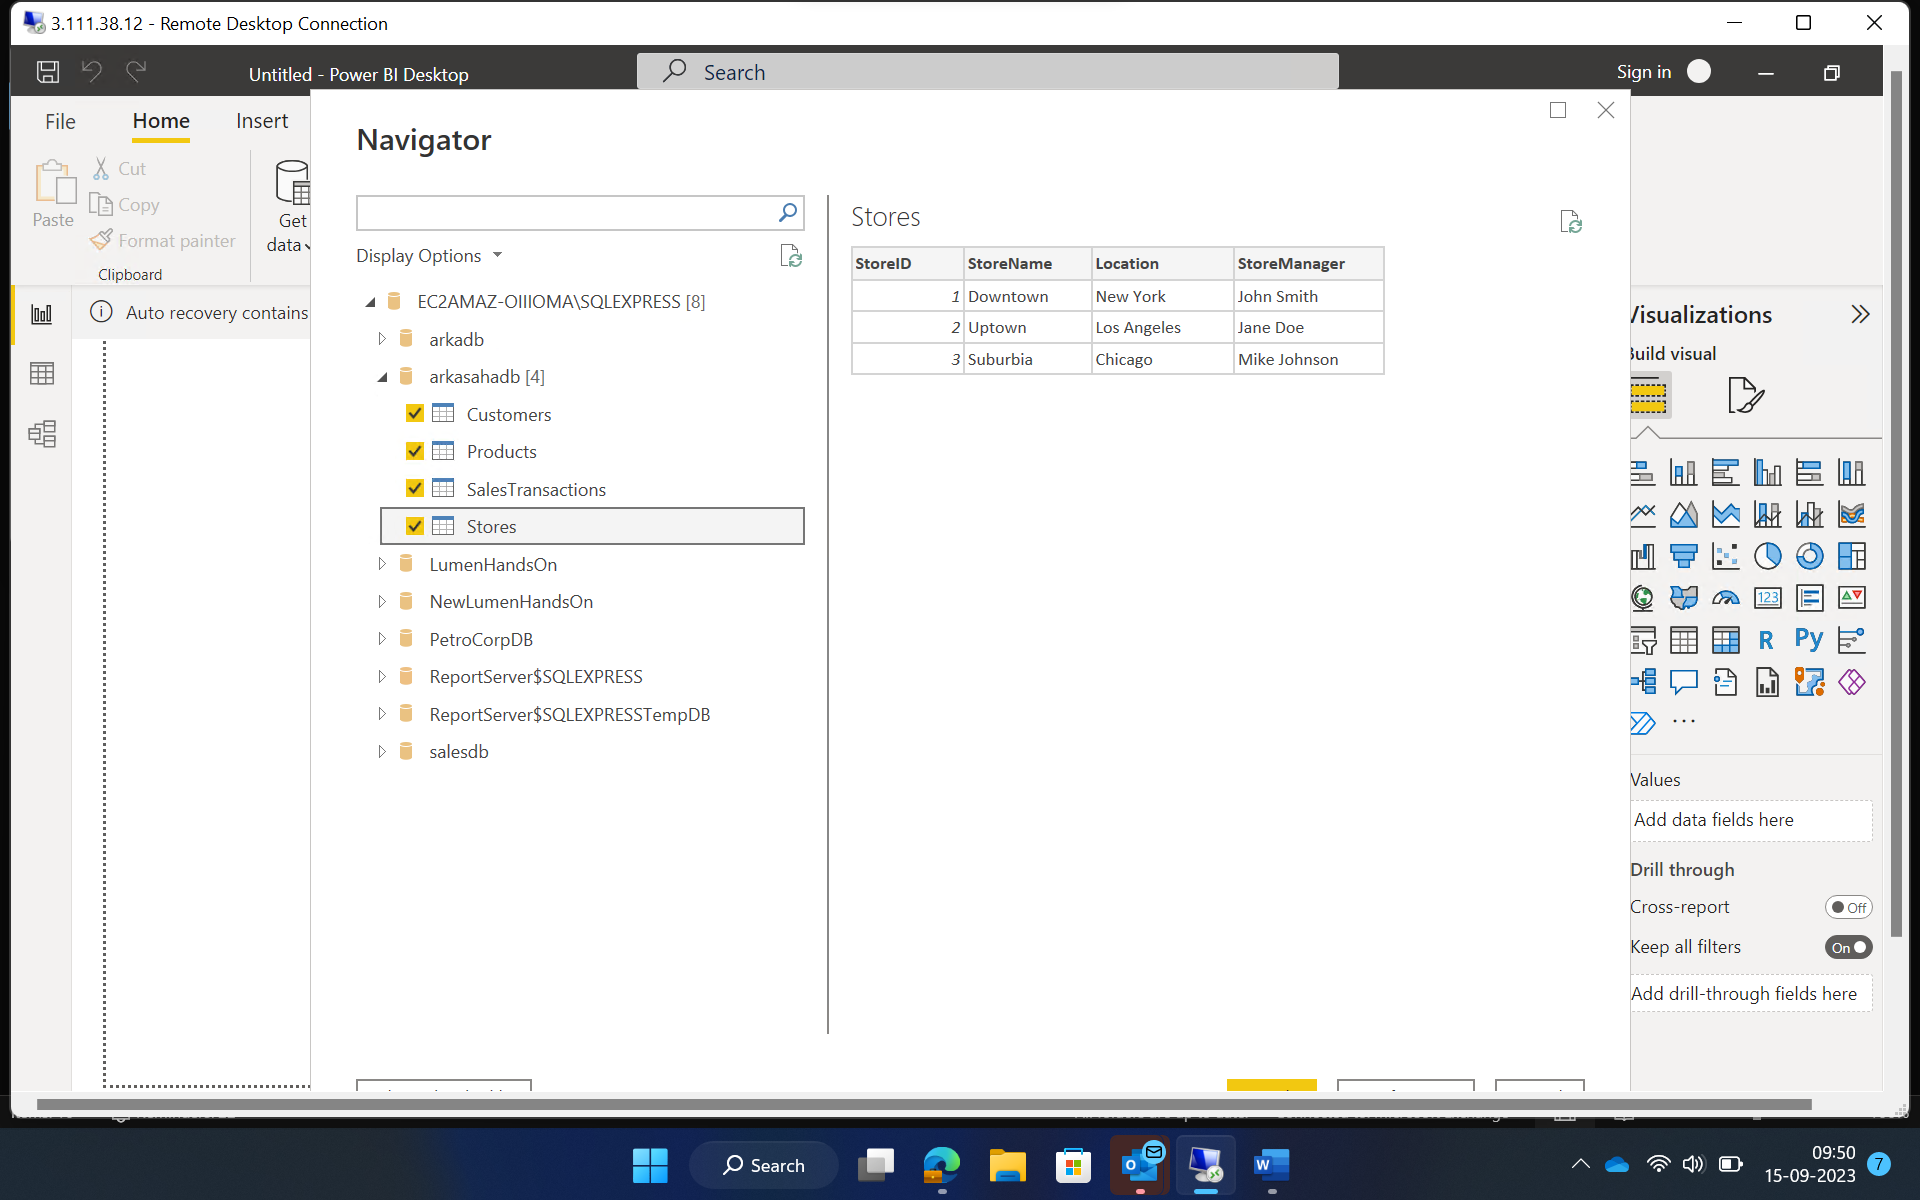 3.111.38.12 - Remote Desktop Connection
Untitled - Power BI Desktop
Search
Sign in
File
Home
Insert
Paste
Cut
Copy
Format painter
Clipboard
Get
data
Auto recovery contains
Navigator
Display Options
EC2AMAZ-OIIIOMA\SQLEXPRESS [8]
arkadb
arkasahadb [4]
Customers
Products
SalesTransactions
Stores
LumenHandsOn
NewLumenHandsOn
PetroCorpDB
ReportServer$SQLEXPRESS
ReportServer$SQLEXPRESSTempDB
salesdb
Stores
StoreID StoreName Location StoreManager
1 Downtown New York John Smith
2 Uptown Los Angeles Jane Doe
3 Suburbia Chicago Mike Johnson
Visualizations
Build visual
123
R
Py
Values
Add data fields here
Drill through
Cross-report
Off
Keep all filters
On
Add drill-through fields here
Search
09:50
15-09-2023
7